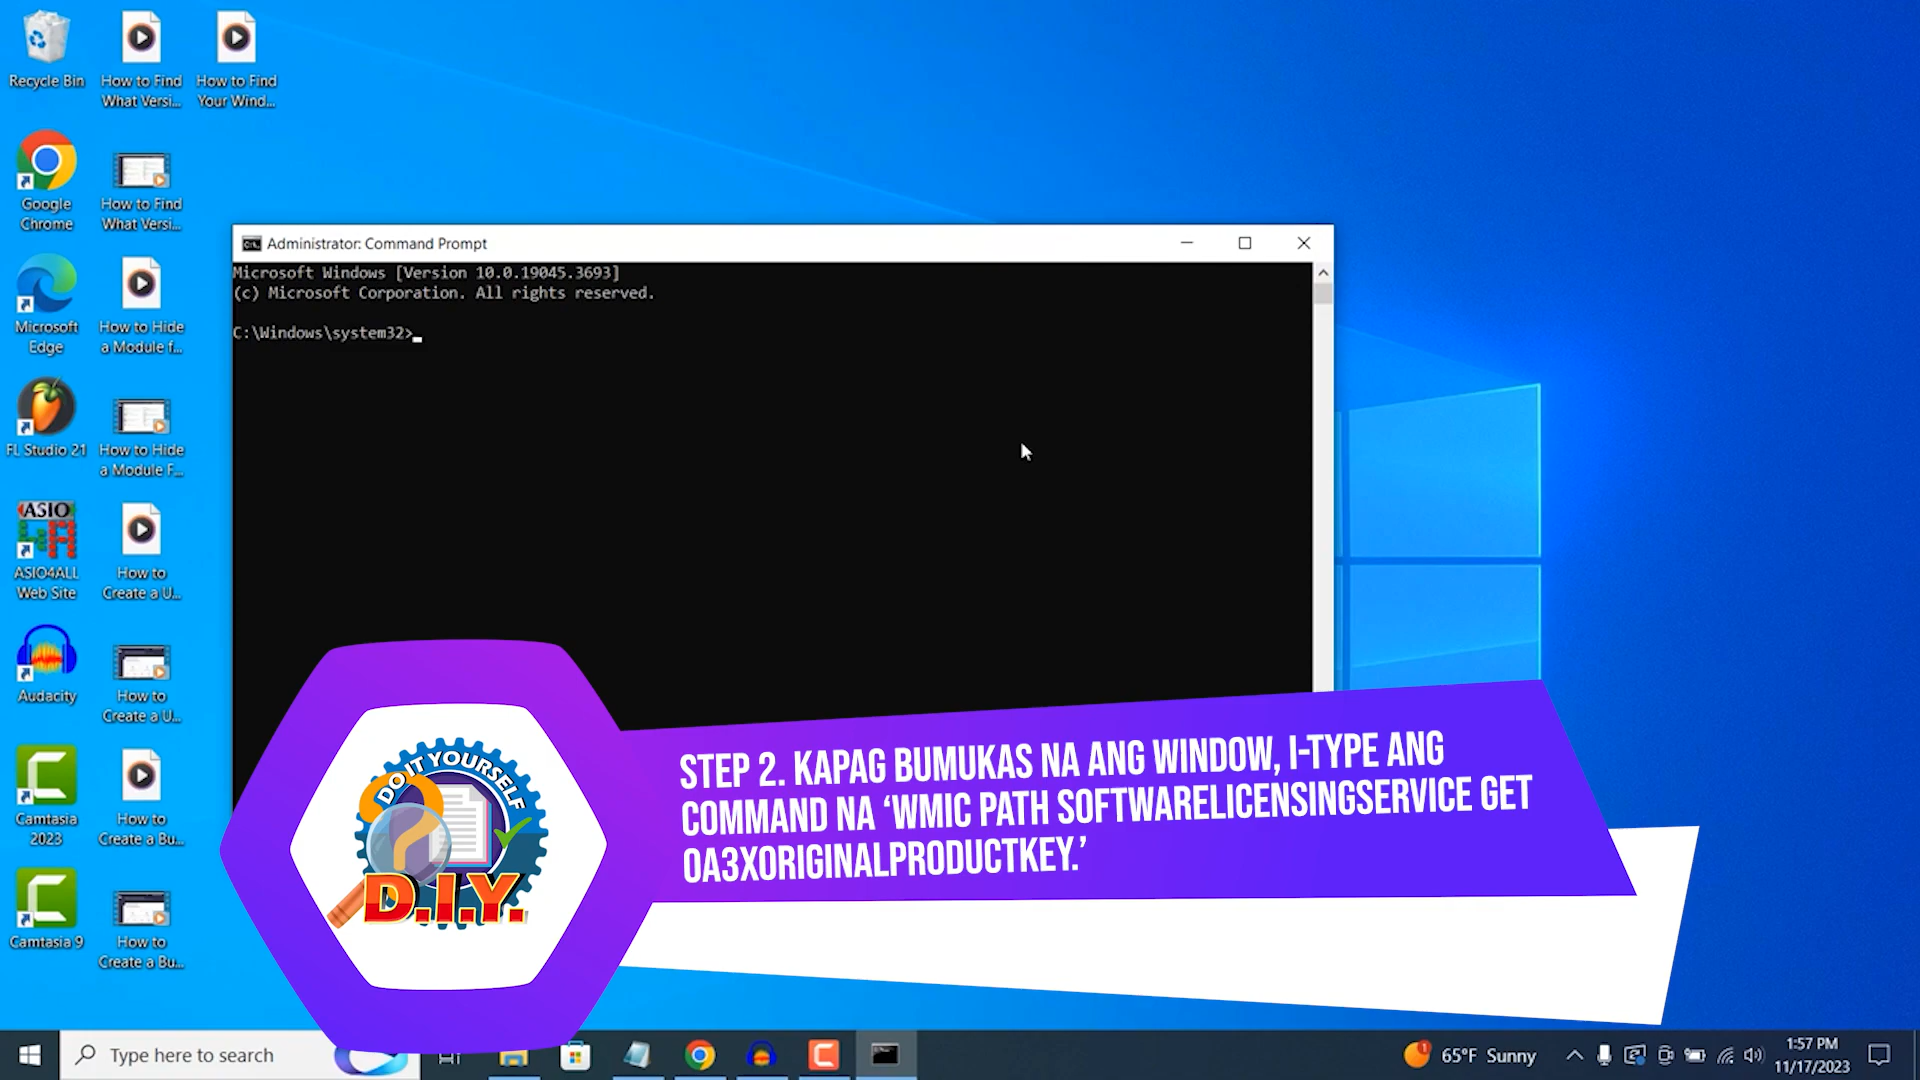 Recycle Bin
How to Find
What Versi...
How to Find
Your Wind...
Google
Chrome
How to Find
What Versi...
Microsoft
Edge
How to Hide
a Module f...
FL Studio 21
How to Hide
a Module F...
ASIO
ASIO4ALL
Web Site
How to
Create a U...
Audacity
How to
Create a U...
Camtasia
2023
How to
Create a Bu...
Camtasia 9
How to
Create a Bu...
Administrator: Command Prompt
Microsoft Windows [Version 10.0.19045.3693]
(c) Microsoft Corporation. All rights reserved.
C:\Windows\system32>
DO IT YOURSELF
D.I.Y.
STEP 2. KAPAG BUMUKAS NA ANG WINDOW, I-TYPE ANG
COMMAND NA ‘WMIC PATH SOFTWARELICENSINGSERVICE GET
OA3XORIGINALPRODUCTKEY.’
Type here to search
65°F Sunny
1:57 PM
11/17/2023